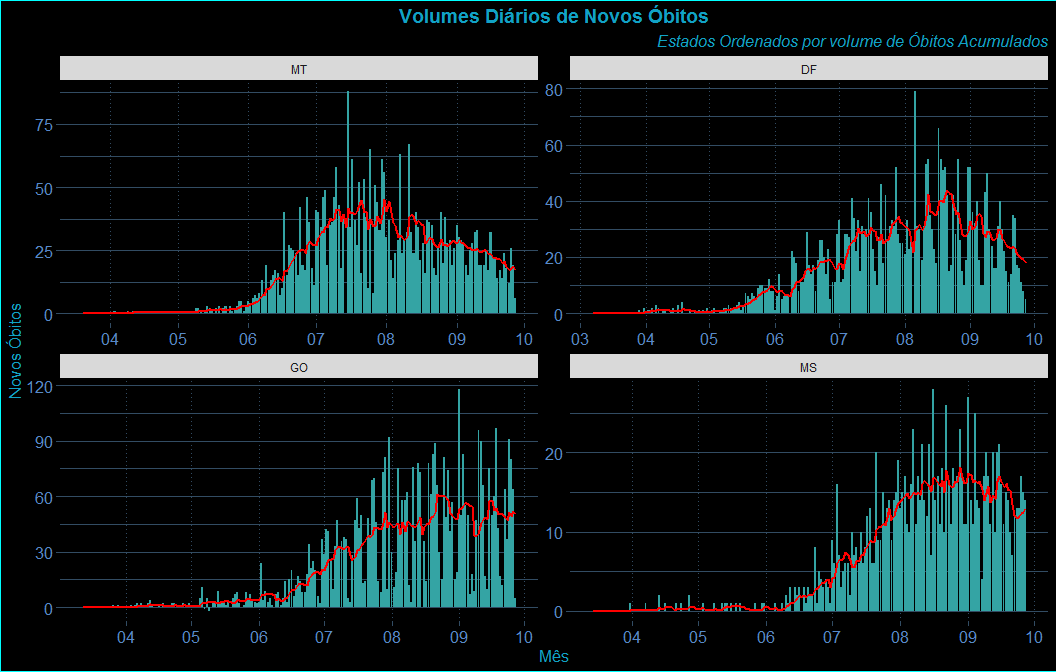 Volumes Diários de Novos Óbitos
Estados Ordenados por volume de Óbitos Acumulados
MT
DF
75
50
25
0
80
60
40
20
0
04 05 06 07 08 09 10
03 04 05 06 07 08 09 10
GO
MS
120
90
60
30
0
20
10
0
04 05 06 07 08 09 10
04 05 06 07 08 09 10
Novos Óbitos
Mês